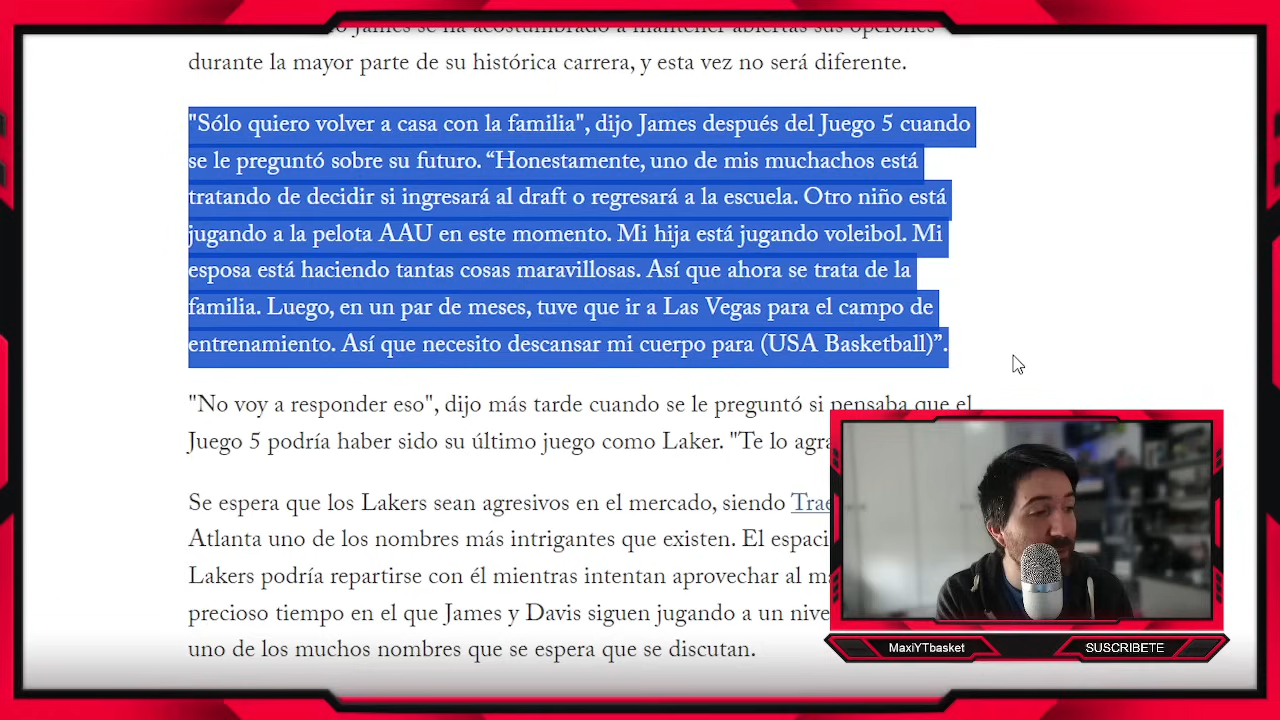 James se ha acostumbrado a mantener abiertas sus opciones
durante la mayor parte de su histórica carrera, y esta vez no será diferente.
"Sólo quiero volver a casa con la familia", dijo James después del Juego 5 cuando
se le preguntó sobre su futuro. “Honestamente, uno de mis muchachos está
tratando de decidir si ingresará al draft o regresará a la escuela. Otro niño está
jugando a la pelota AAU en este momento. Mi hija está jugando voleibol. Mi
esposa está haciendo tantas cosas maravillosas. Así que ahora se trata de la
familia. Luego, en un par de meses, tuve que ir a Las Vegas para el campo de
entrenamiento. Así que necesito descansar mi cuerpo para (USA Basketball)”.
"No voy a responder eso", dijo más tarde cuando se le preguntó si pensaba que el
Juego 5 podría haber sido su último juego como Laker. "Te lo agra
Se espera que los Lakers sean agresivos en el mercado, siendo Trae
Atlanta uno de los nombres más intrigantes que existen. El espaci
Lakers podría repartirse con él mientras intentan aprovechar al m
precioso tiempo en el que James y Davis siguen jugando a un nive
uno de los muchos nombres que se espera que se discutan.
MaxiYTbasket
SUSCRIBETE